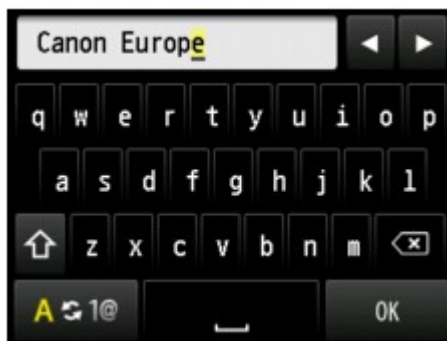 Canon Europe
q w e r t y u i o p
a s d f g h j k l
z x c v b n m
A 1@ OK